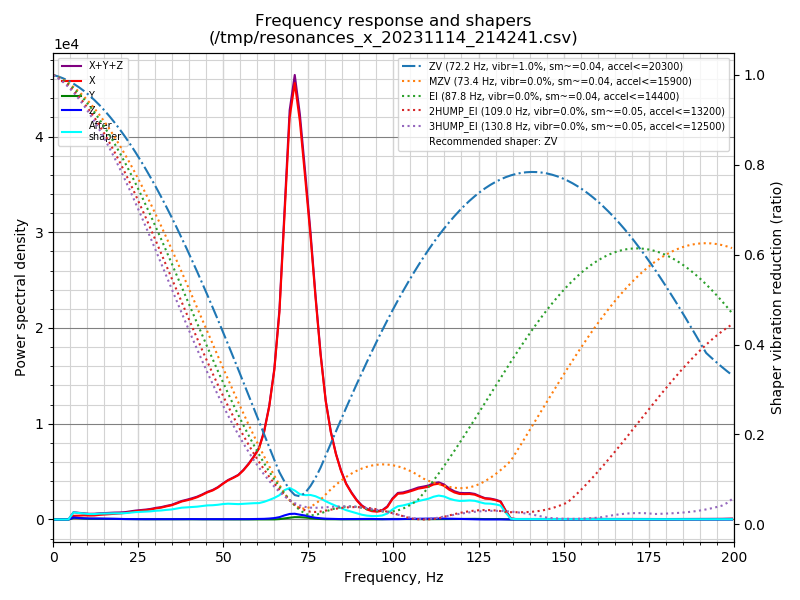 Frequency response and shapers
(/tmp/resonances_x_20231114_214241.csv)
1e4
X+Y+Z
X
Y
Z
After
shaper
ZV (72.2 Hz, vibr=1.0%, sm~=0.04, accel<=20300)
MZV (73.4 Hz, vibr=0.0%, sm~=0.04, accel<=15900)
EI (87.8 Hz, vibr=0.0%, sm~=0.04, accel<=14400)
2HUMP_EI (109.0 Hz, vibr=0.0%, sm~=0.05, accel<=13200)
3HUMP_EI (130.8 Hz, vibr=0.0%, sm~=0.05, accel<=12500)
Recommended shaper: ZV
Power spectral density
4
3
2
1
0
1.0
0.8
0.6
0.4
0.2
0.0
Shaper vibration reduction (ratio)
0 25 50 75 100 125 150 175 200
Frequency, Hz